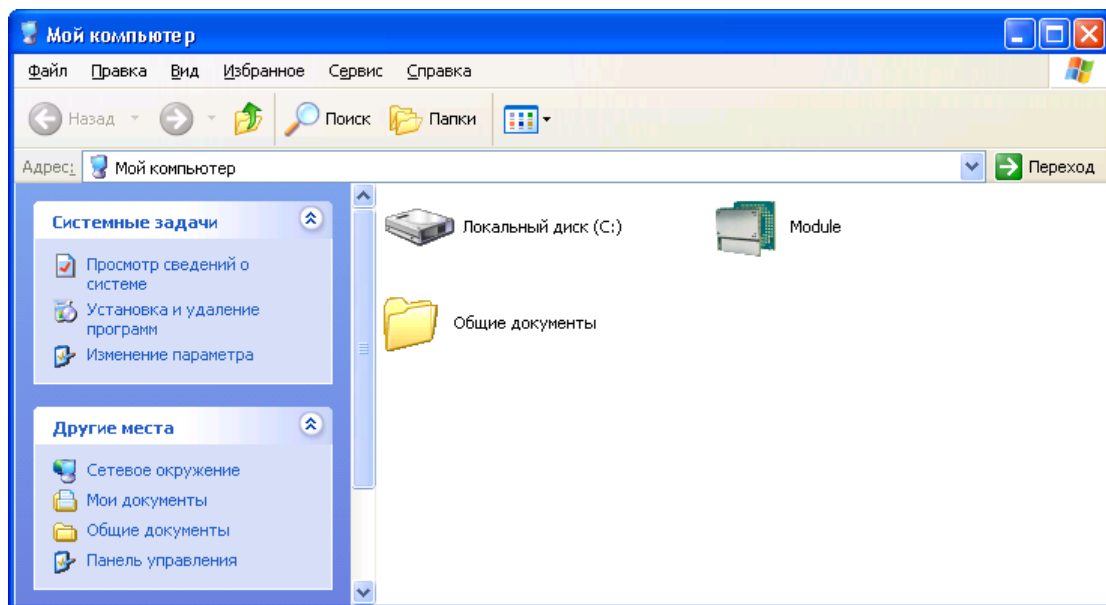 Мой компьютер
Файл Правка Вид Избранное Сервис Справка
Назад Поиск Папки
Адрес: Мой компьютер Переход
Системные задачи
Просмотр сведений о
системе
Установка и удаление
программ
Изменение параметра
Другие места
Сетевое окружение
Мои документы
Общие документы
Панель управления
Локальный диск (C:) Module
Общие документы